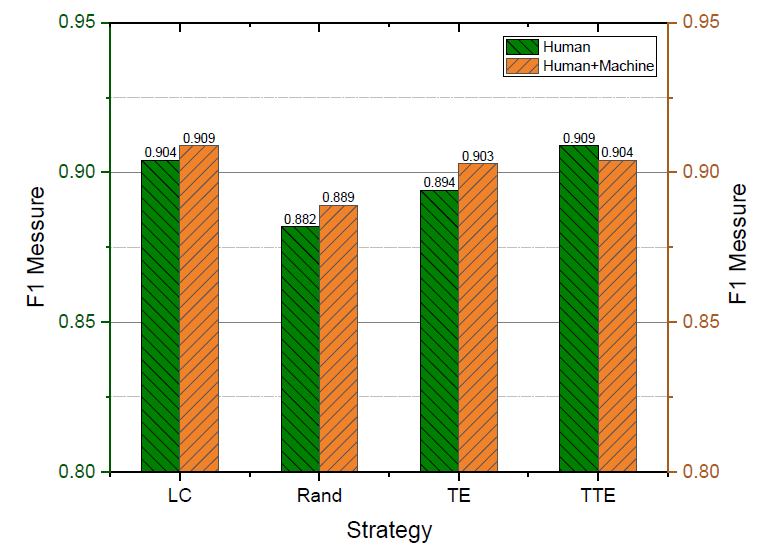 0.95
0.95
Human
Human+Machine
0.904
0.909
0.882
0.889
0.894
0.903
0.909
0.904
0.90
0.90
F1 Messure
F1 Messure
0.85
0.85
0.80
0.80
LC
Rand
TE
TTE
Strategy